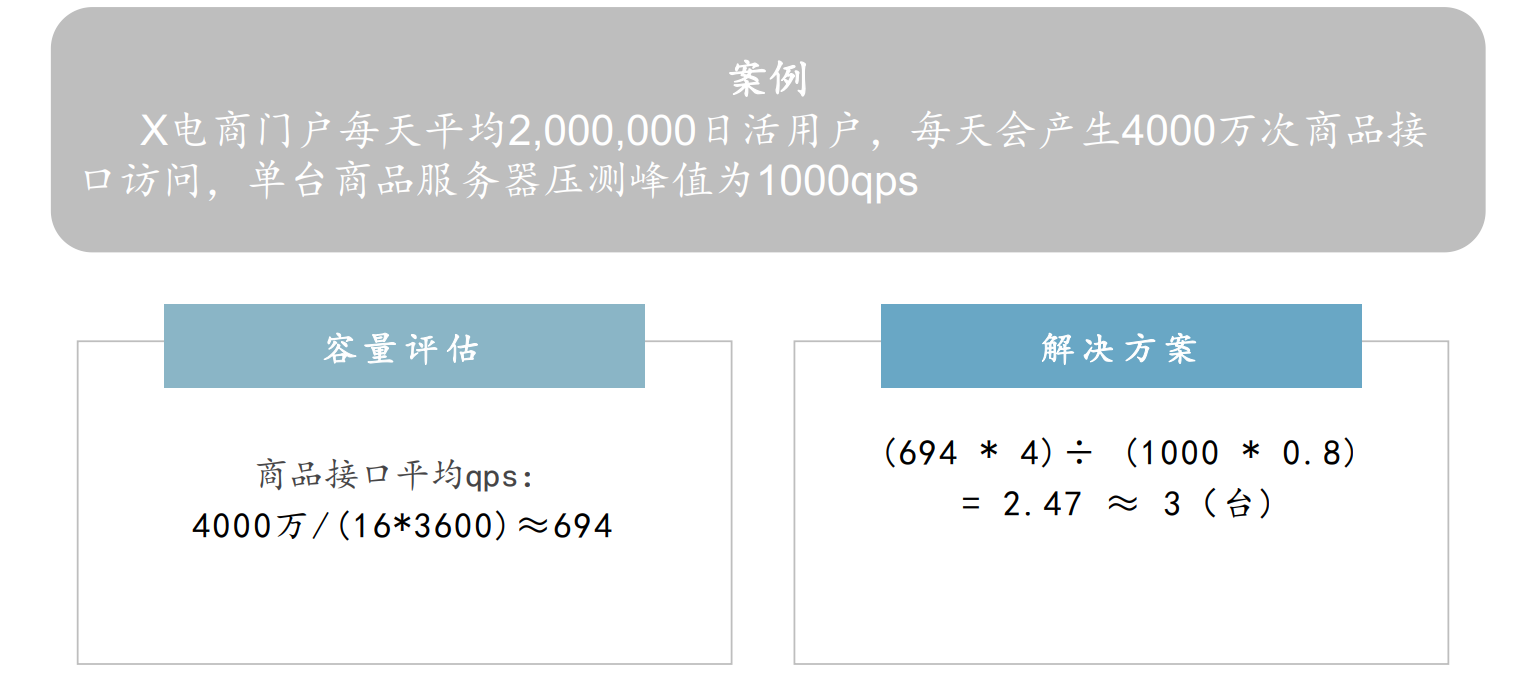 案例
X电商门户每天平均2,000,000日活用户，每天会产生4000万次商品接
口访问，单台商品服务器压测峰值为1000qps
容量评估
商品接口平均qps：
4000万/(16*3600)≈694
解决方案
(694 * 4)÷ (1000 * 0.8)
= 2.47 ≈ 3（台）